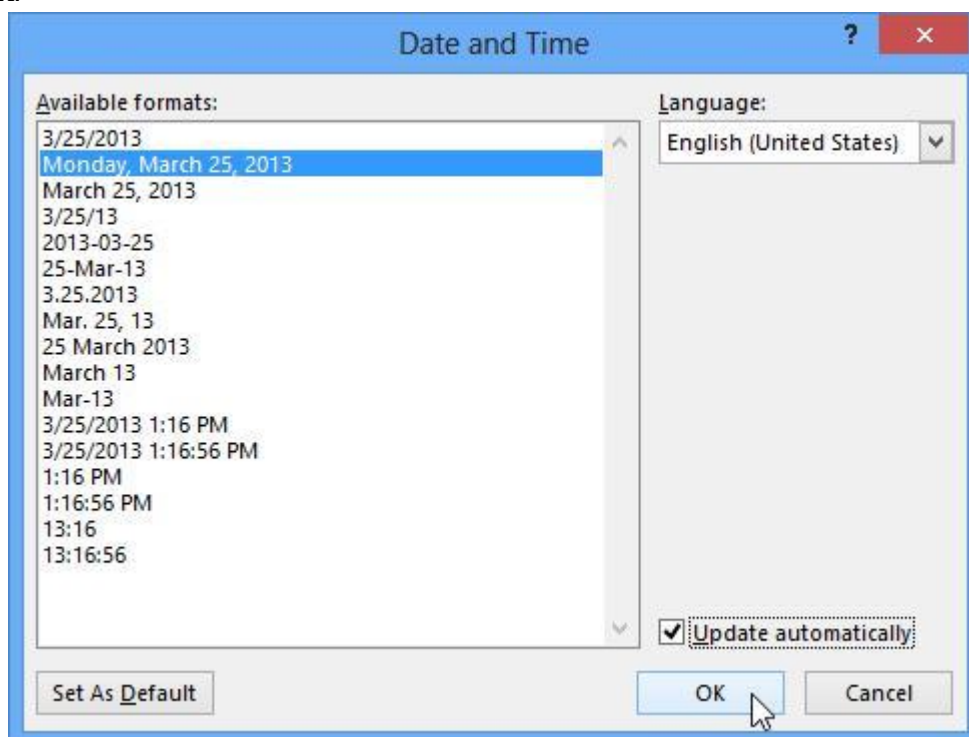 Date and Time
?
Available formats:
Language:
3/25/2013
English (United States)
Monday, March 25, 2013
March 25, 2013
3/25/13
2013-03-25
25-Mar-13
3.25.2013
Mar. 25, 13
25 March 2013
March 13
Mar-13
3/25/2013 1:16 PM
3/25/2013 1:16:56 PM
1:16 PM
1:16:56 PM
13:16
13:16:56
Update automatically
Set As Default
OK
Cancel